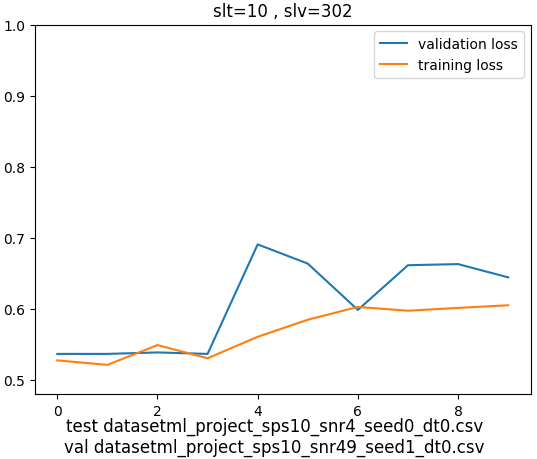 slt=10 , slv=302
1.0
validation loss
training loss
0.9
0.8
0.7
0.6
0.5
0 2 4 6 8
test datasetml_project_sps10_snr4_seed0_dt0.csv
val datasetml_project_sps10_snr49_seed1_dt0.csv